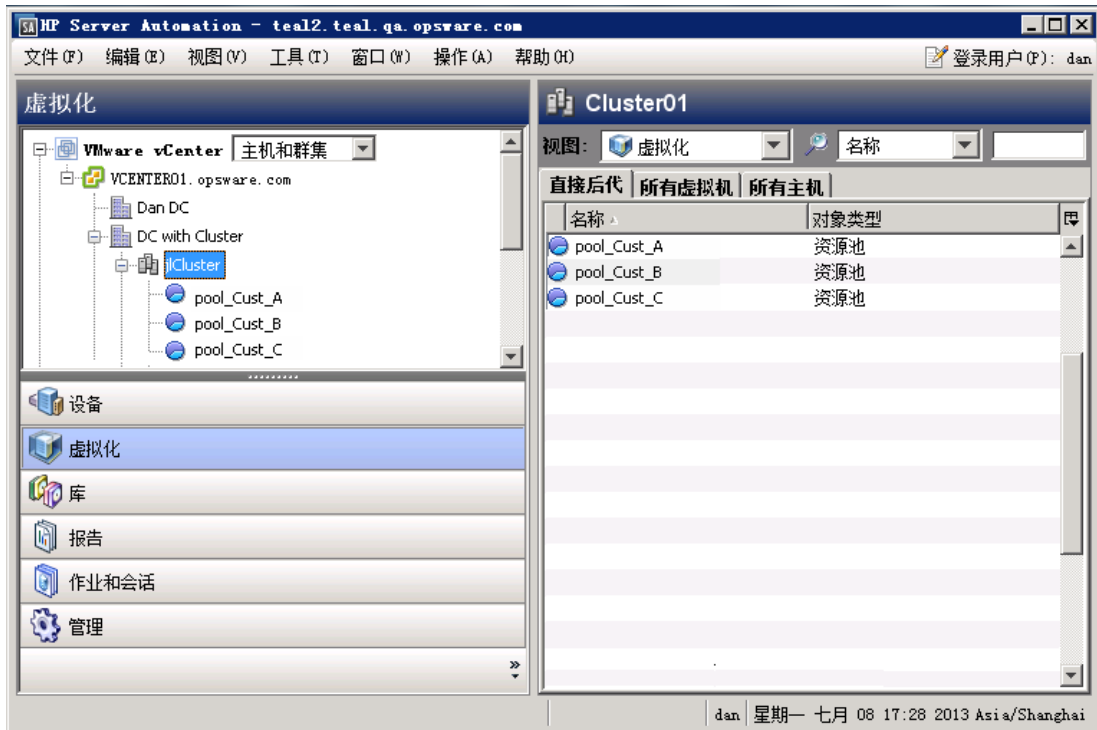 HP Server Automation - teal2.teal.qa.opsware.com
文件(F) 编辑(E) 视图(V) 工具(T) 窗口(W) 操作(A) 帮助(H) 登录用户(P): dan
虚拟化
VMware vCenter 主机和群集
VCENTER01.opsware.com
Dan DC
DC with Cluster
jlCluster
pool_Cust_A
pool_Cust_B
pool_Cust_C
设备
虚拟化
库
报告
作业和会话
管理
Cluster01
视图: 虚拟化 名称
直接后代 所有虚拟机 所有主机
名称 对象类型
pool_Cust_A 资源池
pool_Cust_B 资源池
pool_Cust_C 资源池
dan 星期一 七月 08 17:28 2013 Asia/Shanghai